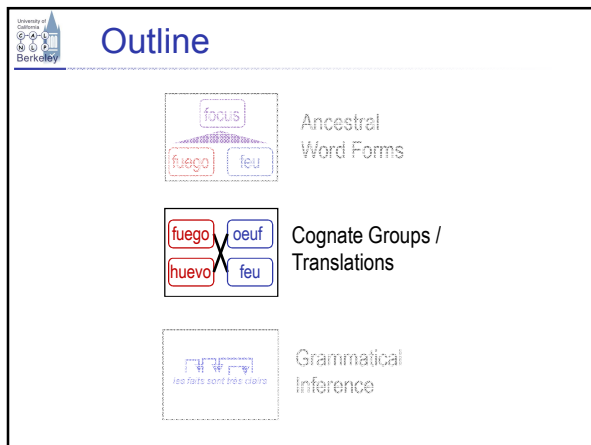 University of
California
C A L
N L P
Berkeley
Outline
focus
fuego feu
Ancestral
Word Forms
fuego oeuf
huevo feu
Cognate Groups /
Translations
les faits sont très clairs
Grammatical
Inference